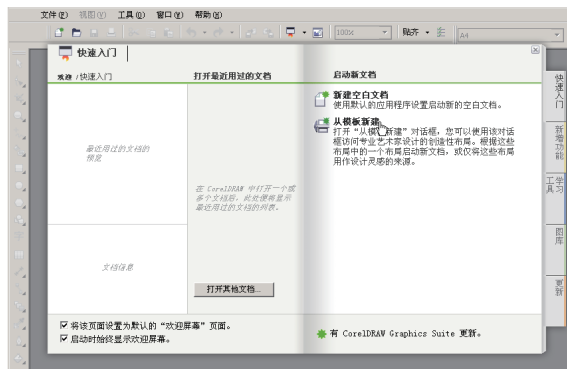 文件(F) 视图(V) 工具(O) 窗口(W) 帮助(H)
100% 贴齐 A4
快速入门
欢迎 /快速入门
打开最近用过的文档
启动新文档
最近用过的文档的
预览
文档信息
在 CorelDRAW 中打开一个或
多个文档后，此处便将显示
最近用过的文档的列表。
打开其他文档...
新建空白文档
使用默认的应用程序设置启动新的空白文档。
从模板新建
打开“从模板新建”对话框，您可以使用该对话
框访问专业艺术家设计的创造性布局。根据这些
布局中的一个布局启动新文档，或仅将这些布局
用作设计灵感的来源。
将该页面设置为默认的“欢迎屏幕”页面。
启动时始终显示欢迎屏幕。
有 CorelDRAW Graphics Suite 更新。
快速入门
新增功能
学习工具
图库
更新